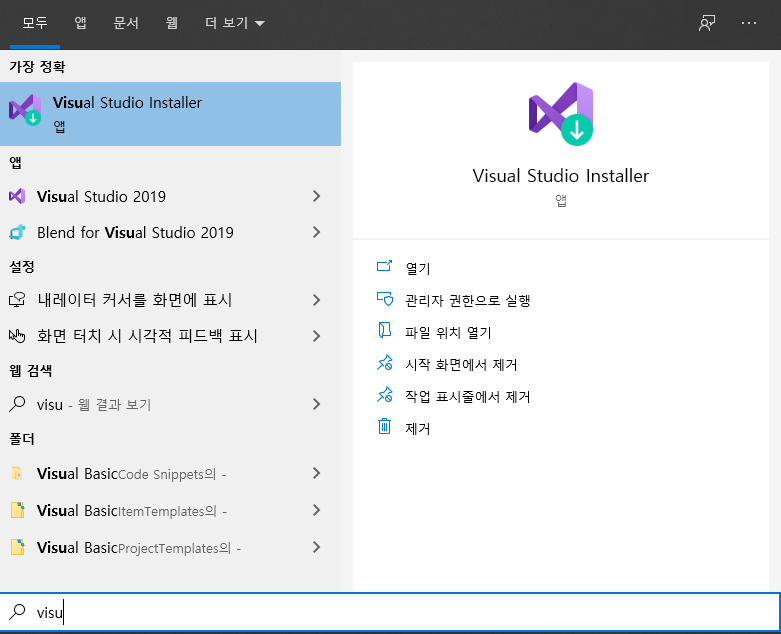 모두 앱 문서 웹 더 보기
가장 정확
Visual Studio Installer
앱
앱
Visual Studio 2019
Blend for Visual Studio 2019
설정
내레이터 커서를 화면에 표시
화면 터치 시 시각적 피드백 표시
웹 검색
visu - 웹 결과 보기
폴더
Visual BasicCode Snippets의 -
Visual BasicItemTemplates의 -
Visual BasicProjectTemplates의 -
Visual Studio Installer
앱
열기
관리자 권한으로 실행
파일 위치 열기
시작 화면에서 제거
작업 표시줄에서 제거
제거
visu